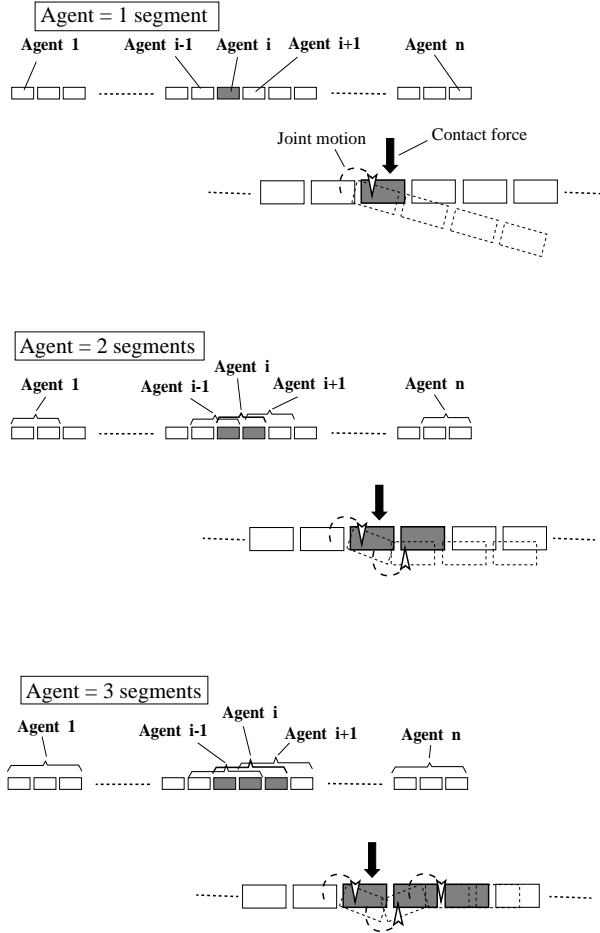 Agent = 1 segment
Agent 1
Agent i-1
Agent i
Agent i+1
Agent n
Joint motion
Contact force
Agent = 2 segments
Agent i
Agent 1
Agent i-1
Agent i+1
Agent n
Agent = 3 segments
Agent i
Agent 1
Agent i-1
Agent i+1
Agent n